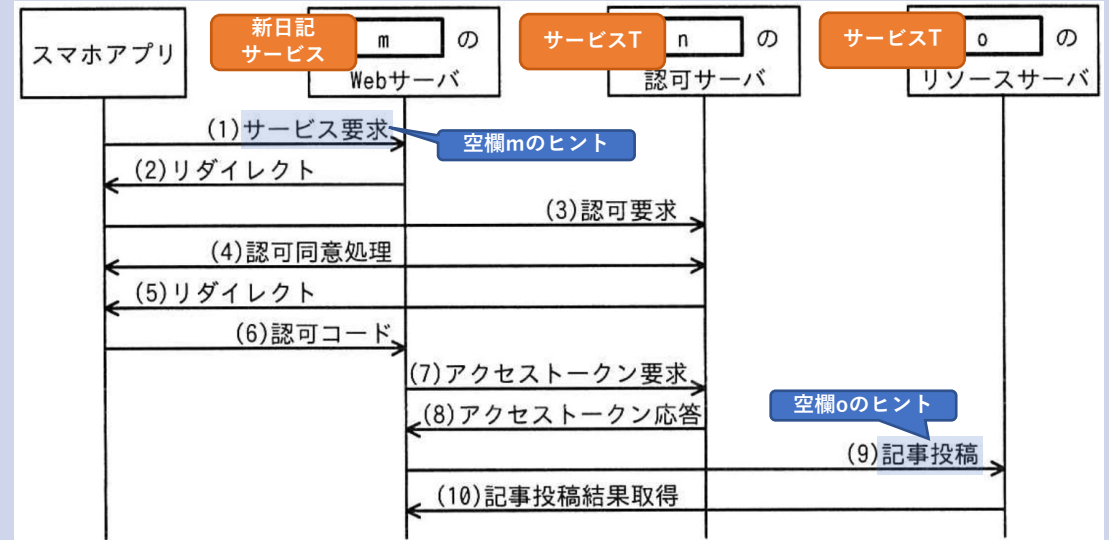 スマホアプリ
新日記
サービス
m の
Webサーバ
サービスT
n の
認可サーバ
サービスT
o の
リソースサーバ
(1)サービス要求
空欄mのヒント
(2)リダイレクト
(3)認可要求
(4)認可同意処理
(5)リダイレクト
(6)認可コード
(7)アクセストークン要求
空欄oのヒント
(8)アクセストークン応答
(9)記事投稿
(10)記事投稿結果取得